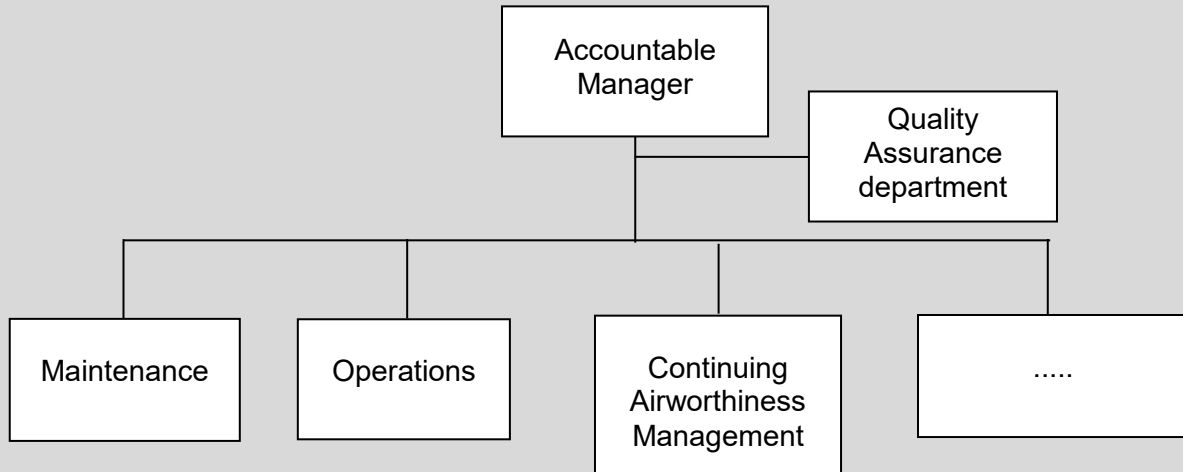 Accountable
Manager
Quality
Assurance
department
Maintenance
Operations
Continuing
Airworthiness
Management
.....